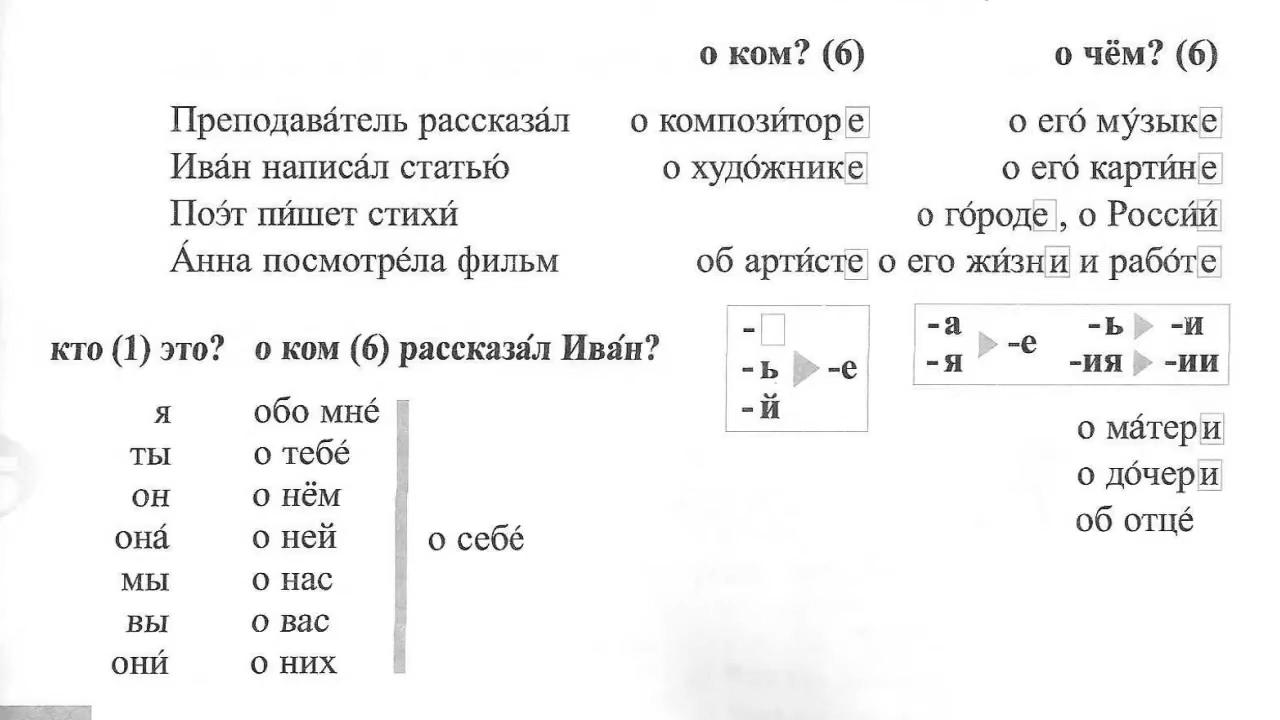 о ком? (6) о чём? (6)
Преподава́тель рассказа́л о компози́торе о его́ му́зыке
Ива́н написа́л статью́ о худо́жнике о его́ карти́не
Поэ́т пи́шет стихи́ о го́роде, о Росси́и́
А́нна посмотре́ла фильм об арти́сте о его жи́зни и рабо́те
кто (1) это? о ком (6) рассказа́л Ива́н?
-
-ь -е
-й
-а -ь -и
-я -е -ия -ии
я обо мне́
ты о тебе́
он о нём
она́ о ней
мы о нас
вы о вас
они́ о них
о себе́
о ма́тери
о до́чери
об отце́